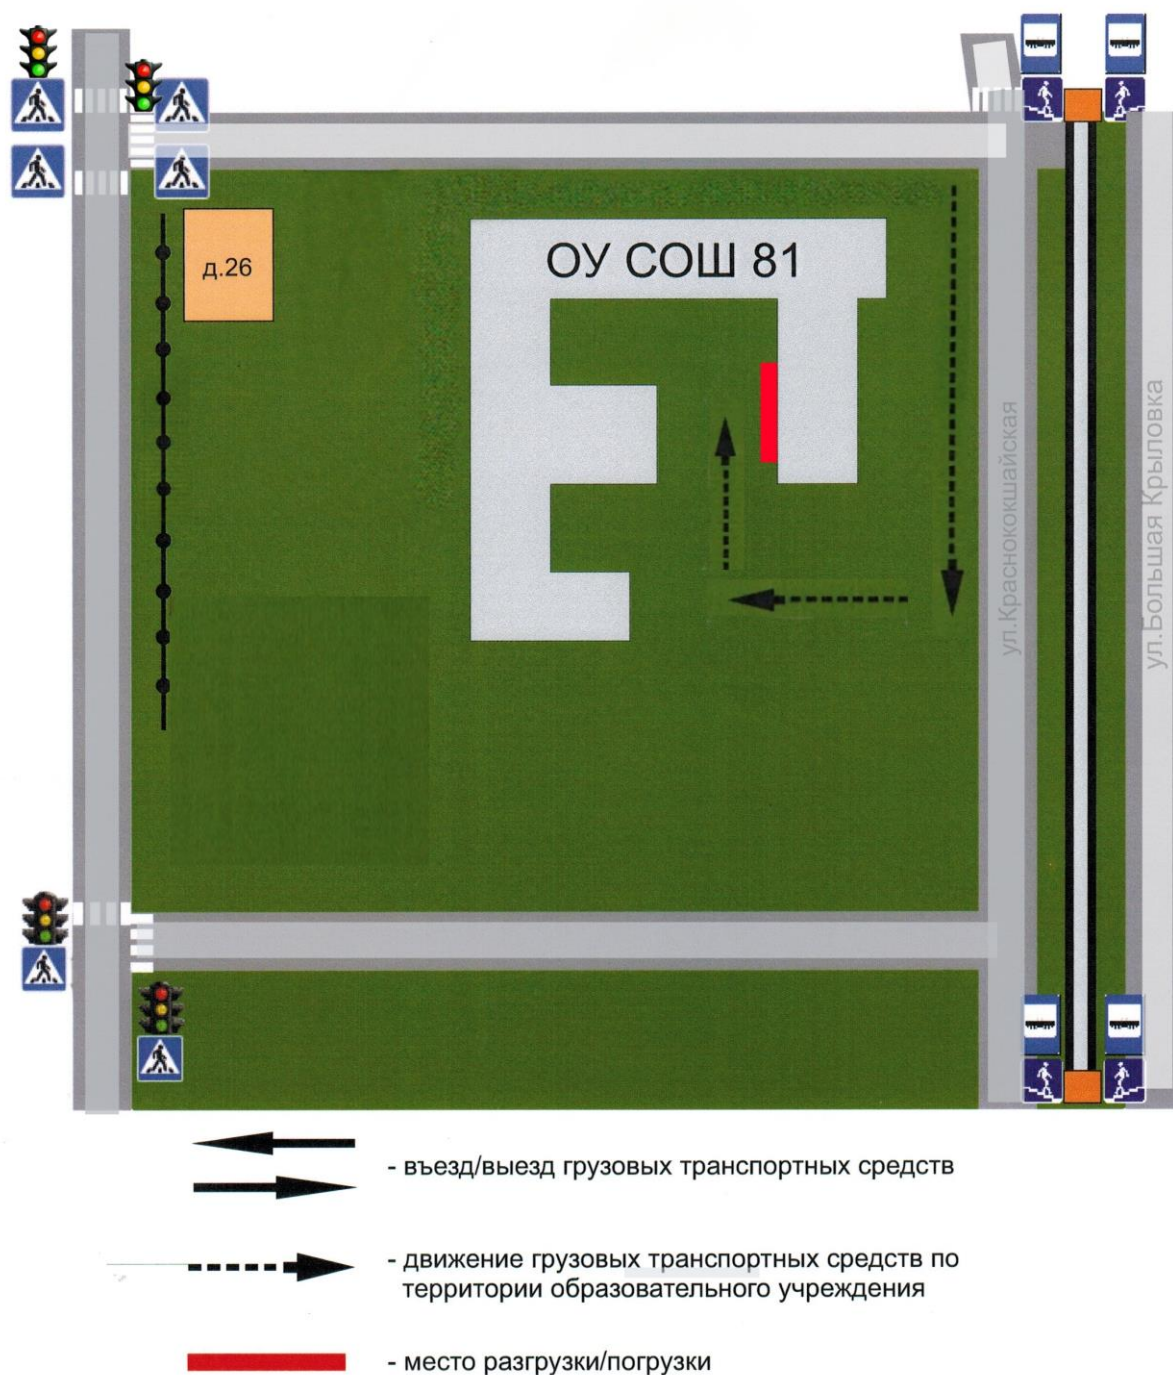 ОУ СОШ 81
д.26
ул.Краснококшайская
ул.Большая Крыловка
- въезд/выезд грузовых транспортных средств
- движение грузовых транспортных средств по
территории образовательного учреждения
- место разгрузки/погрузки